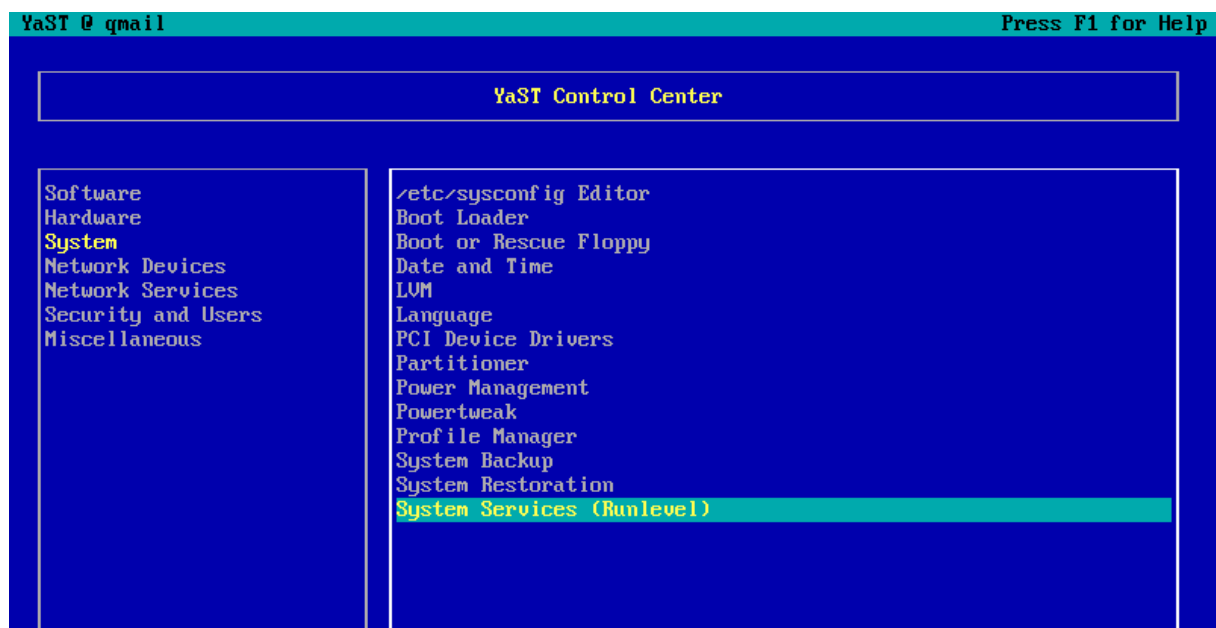 YaST @ qmail Press F1 for Help
YaST Control Center
Software
Hardware
System
Network Devices
Network Services
Security and Users
Miscellaneous
/etc/sysconfig Editor
Boot Loader
Boot or Rescue Floppy
Date and Time
LVM
Language
PCI Device Drivers
Partitioner
Power Management
Powertweak
Profile Manager
System Backup
System Restoration
System Services (Runlevel)